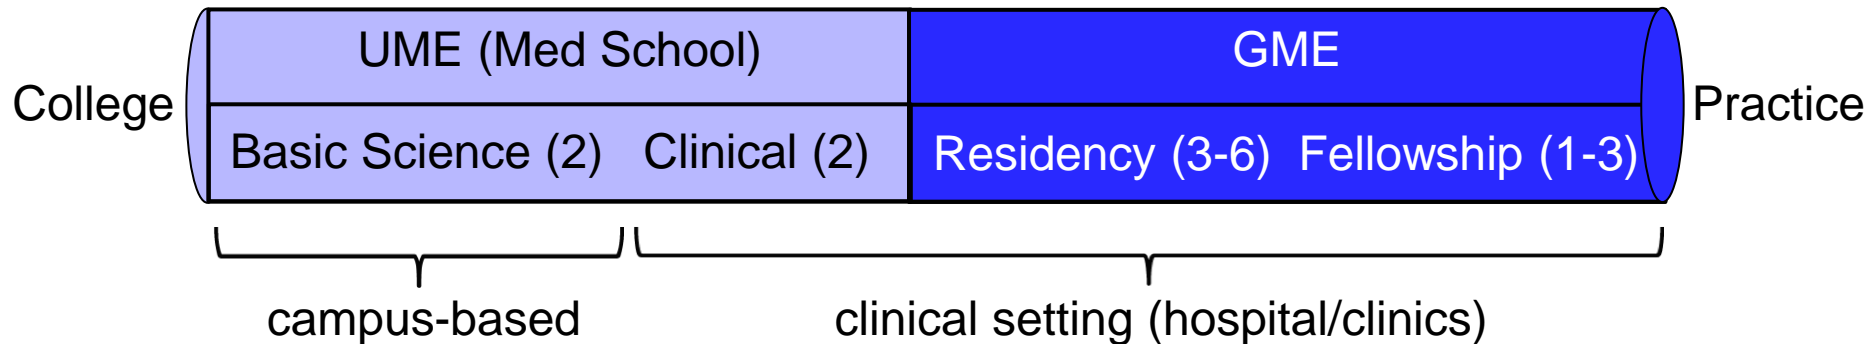 UME (Med School)
GME
College
Practice
Basic Science (2)
Clinical (2)
Residency (3-6)
Fellowship (1-3)
campus-based
clinical setting (hospital/clinics)